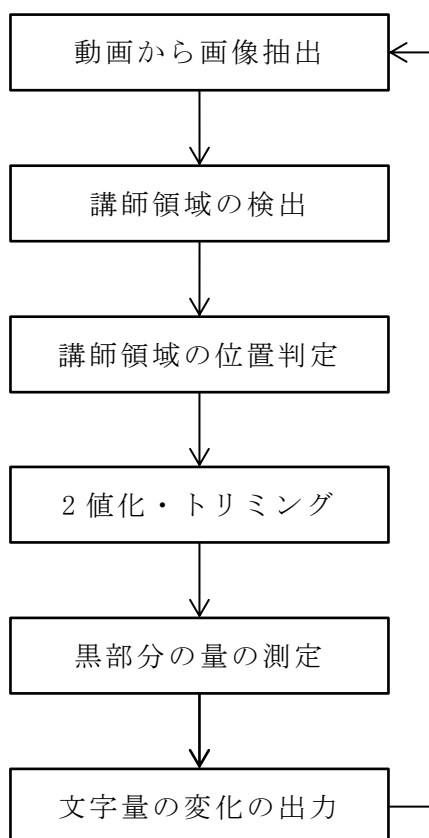 動画から画像抽出
講師領域の検出
講師領域の位置判定
2値化・トリミング
黒部分の量の測定
文字量の変化の出力